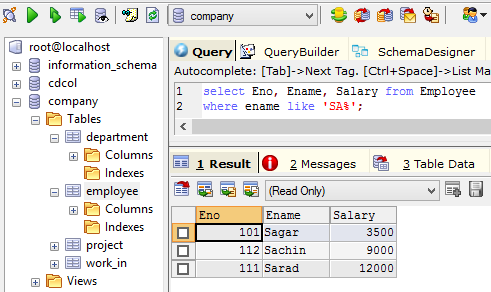 company
root@localhost
information_schema
cdcol
company
Tables
department
Columns
Indexes
employee
Columns
Indexes
project
work_in
Views
Query QueryBuilder SchemaDesigner
Autocomplete: [Tab]->Next Tag. [Ctrl+Space]->List Ma
1 select Eno, Ename, Salary from Employee
2 where ename like 'SA%';
1 Result 2 Messages 3 Table Data
(Read Only)
Eno Ename Salary
101 Sagar 3500
112 Sachin 9000
111 Sarad 12000